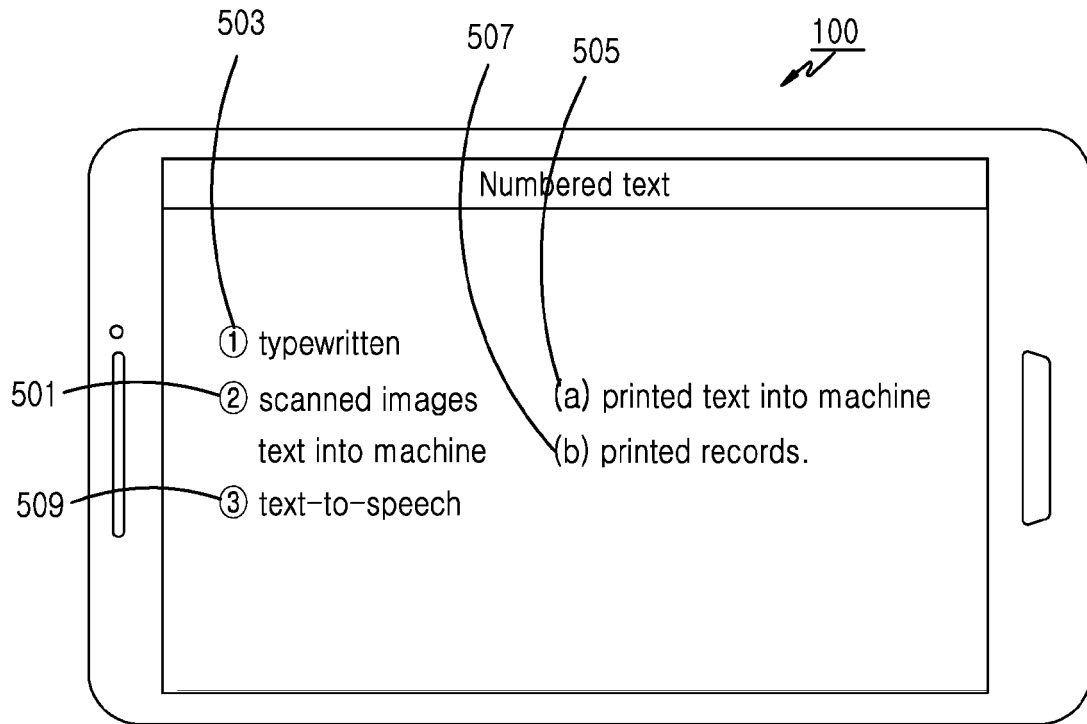 503
507
505
100
Numbered text
① typewritten
501
② scanned images
(a) printed text into machine
text into machine
(b) printed records.
509
③ text-to-speech